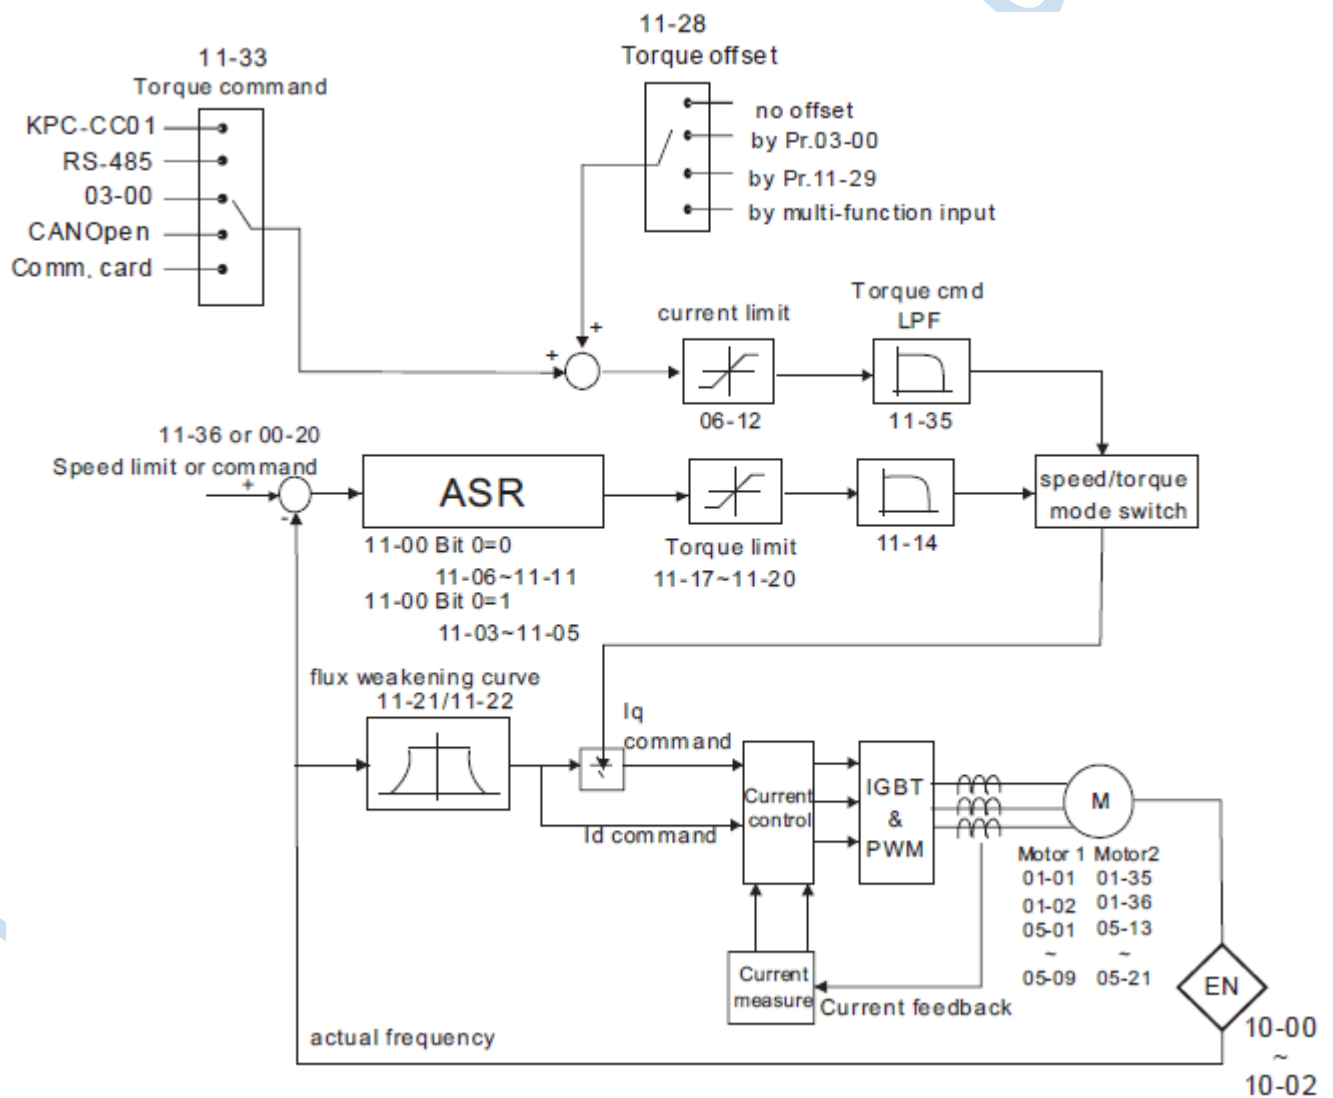 11-28
Torque offset
11-33
Torque command
KPC-CC01
RS-485
03-00
CANOpen
Comm. card
no offset
by Pr.03-00
by Pr.11-29
by multi-function input
+
+
current limit
06-12
Torque cmd
LPF
11-35
11-36 or 00-20
Speed limit or command
+
-
ASR
11-00 Bit 0=0
11-06~11-11
11-00 Bit 0=1
11-03~11-05
Torque limit
11-17~11-20
11-14
speed/torque
mode switch
flux weakening curve
11-21/11-22
Iq
command
Id command
Current
control
IGBT
&
PWM
M
Motor 1 Motor2
01-01 01-35
01-02 01-36
05-01 05-13
~ ~
05-09 05-21
Current
measure
Current feedback
EN
10-00
~
10-02
actual frequency